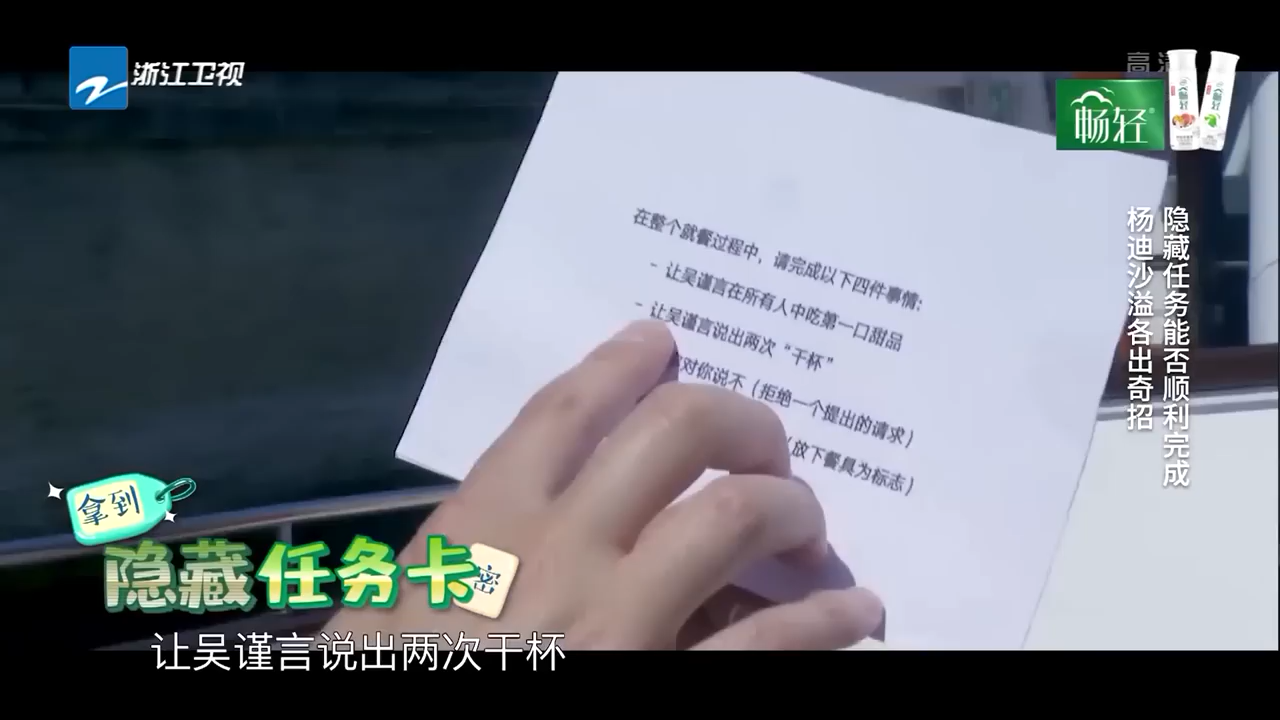 浙江卫视
高清
畅轻
隐藏任务能否顺利完成
杨迪沙溢各出奇招
在整个就餐过程中，请完成以下四件事情:
- 让吴谨言在所有人中吃第一口甜品
- 让吴谨言说出两次“干杯”
对你说不（拒绝一个提出的请求）
（放下餐具为标志）
拿到
隐藏任务卡
密
让吴谨言说出两次干杯